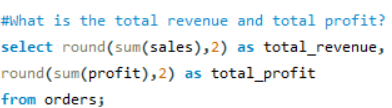 #What is the total revenue and total profit?
select round(sum(sales),2) as total_revenue,
round(sum(profit),2) as total_profit
from orders;